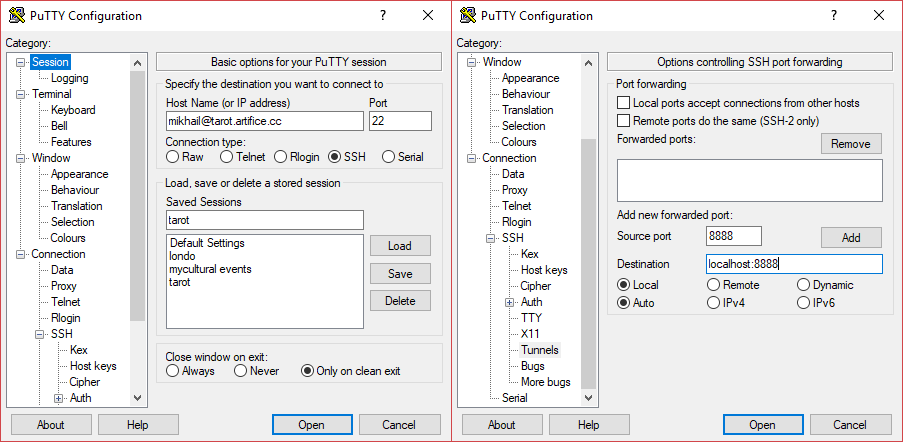 PuTTY Configuration ?
Category:
Session
Logging
Terminal
Keyboard
Bell
Features
Window
Appearance
Behaviour
Translation
Selection
Colours
Connection
Data
Proxy
Telnet
Rlogin
SSH
Kex
Host keys
Cipher
Auth
Basic options for your PuTTY session
Specify the destination you want to connect to
Host Name (or IP address) Port
mikhail@tarot.artifice.cc 22
Connection type:
Raw Telnet Rlogin SSH Serial
Load, save or delete a stored session
Saved Sessions
tarot
Default Settings
londo
mycultural events
tarot
Load
Save
Delete
Close window on exit:
Always Never Only on clean exit
About Help Open Cancel
PuTTY Configuration ?
Category:
Window
Appearance
Behaviour
Translation
Selection
Colours
Connection
Data
Proxy
Telnet
Rlogin
SSH
Kex
Host keys
Cipher
Auth
TTY
X11
Tunnels
Bugs
More bugs
Serial
Options controlling SSH port forwarding
Port forwarding
Local ports accept connections from other hosts
Remote ports do the same (SSH-2 only)
Forwarded ports: Remove
Add new forwarded port:
Source port 8888 Add
Destination localhost:8888
Local Remote Dynamic
Auto IPv4 IPv6
About Help Open Cancel